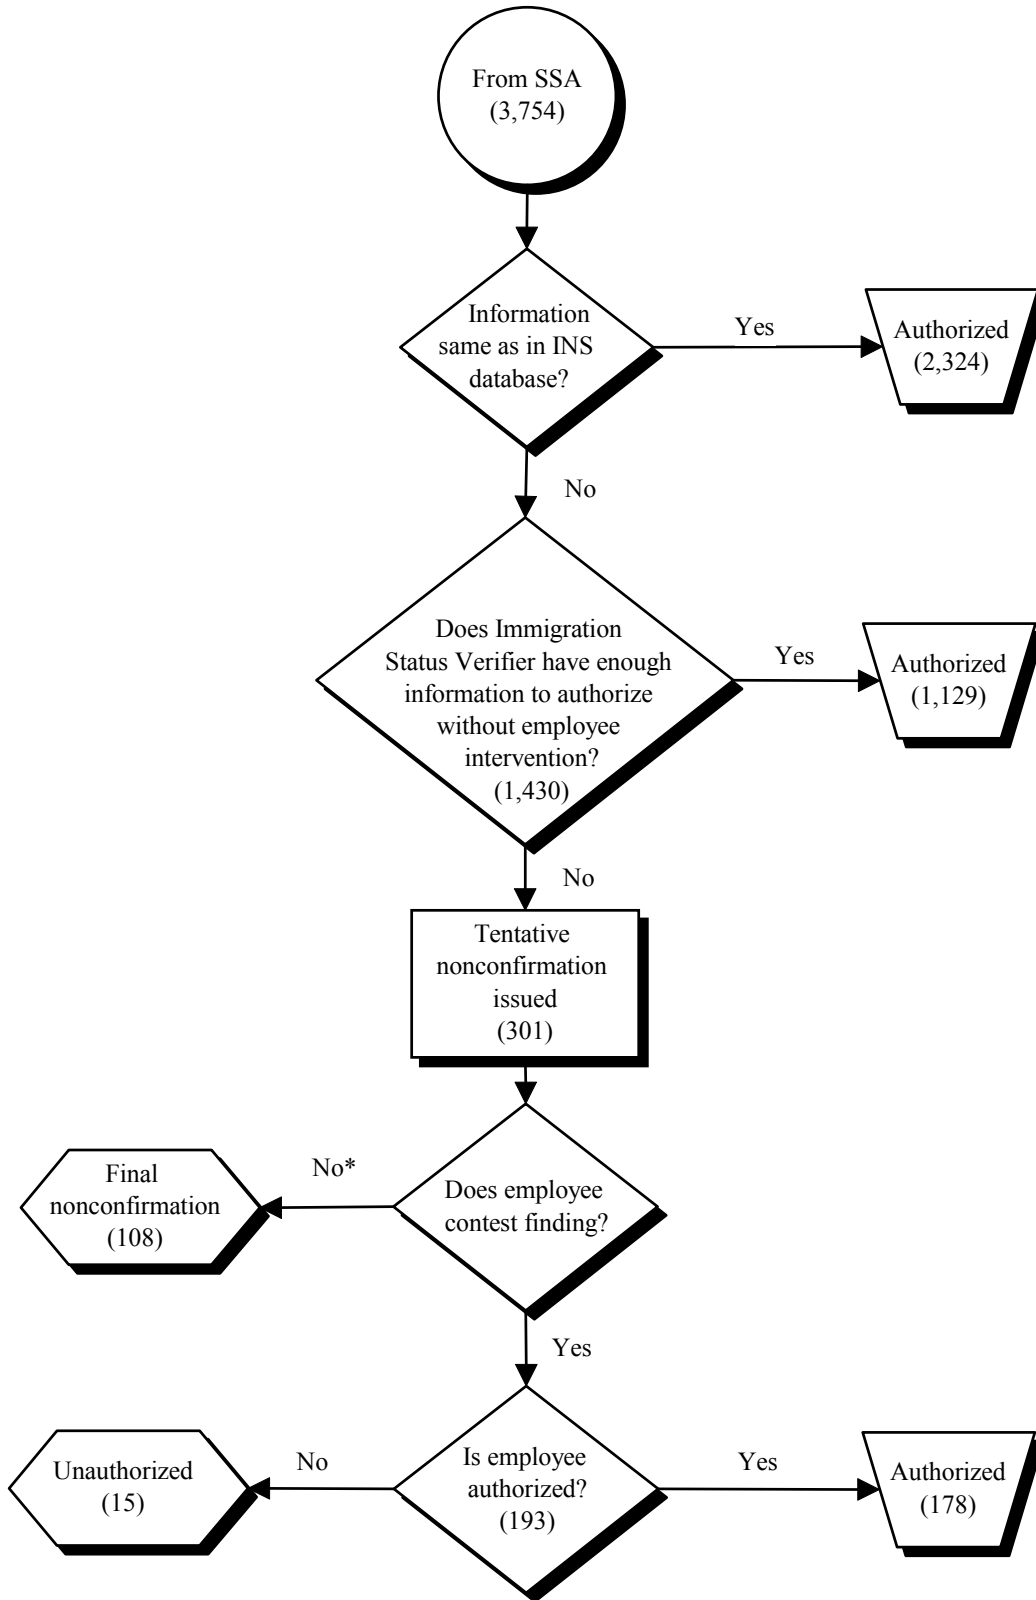 From SSA
(3,754)
Information
same as in INS
database?
Yes
Authorized
(2,324)
No
Does Immigration
Status Verifier have enough
information to authorize
without employee
intervention?
(1,430)
Yes
Authorized
(1,129)
No
Tentative
nonconfirmation
issued
(301)
Does employee
contest finding?
No*
Final
nonconfirmation
(108)
Yes
Is employee
authorized?
(193)
No
Unauthorized
(15)
Yes
Authorized
(178)